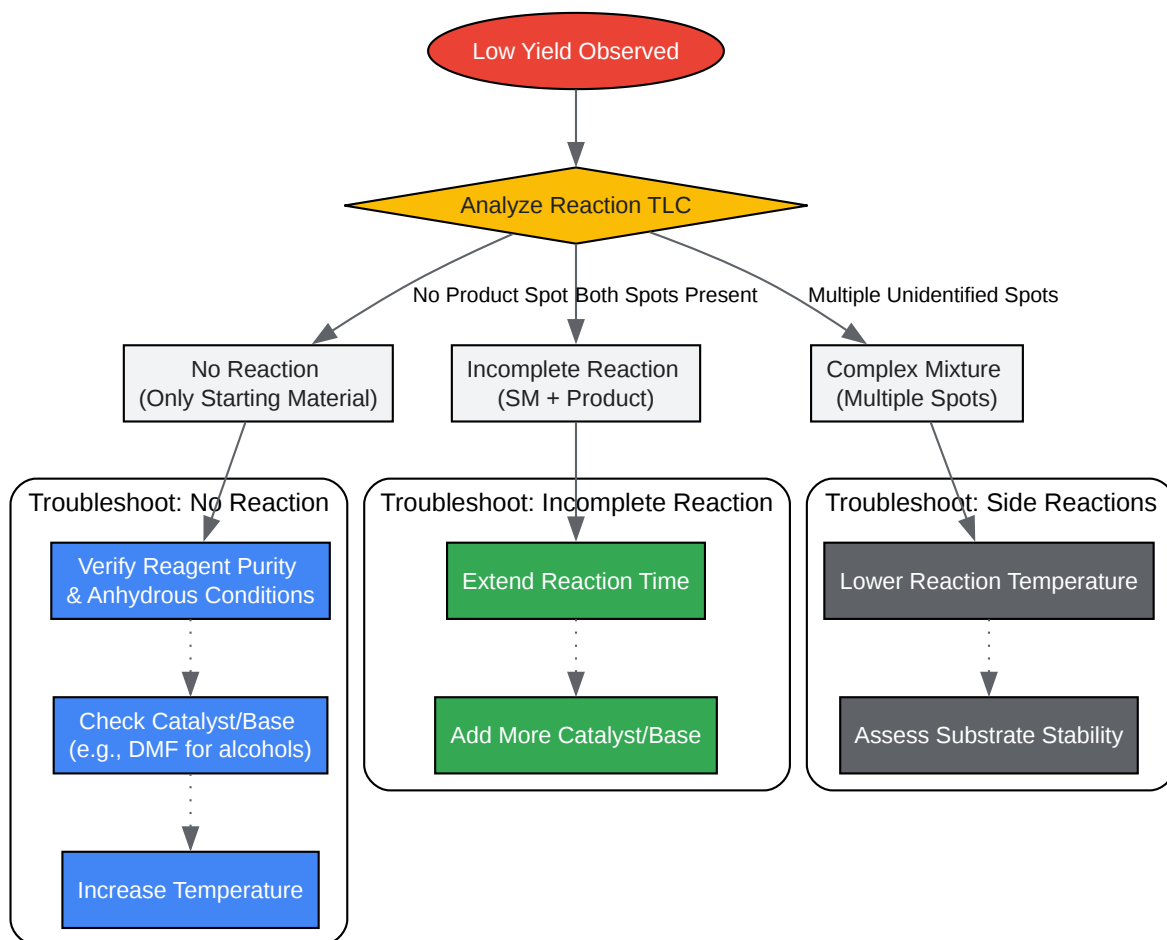 Low Yield Observed
Analyze Reaction TLC
No Product Spot
Both Spots Present
Multiple Unidentified Spots
No Reaction
(Only Starting Material)
Incomplete Reaction
(SM + Product)
Complex Mixture
(Multiple Spots)
Troubleshoot: No Reaction
Verify Reagent Purity
& Anhydrous Conditions
Check Catalyst/Base
(e.g., DMF for alcohols)
Increase Temperature
Troubleshoot: Incomplete Reaction
Extend Reaction Time
Add More Catalyst/Base
Troubleshoot: Side Reactions
Lower Reaction Temperature
Assess Substrate Stability